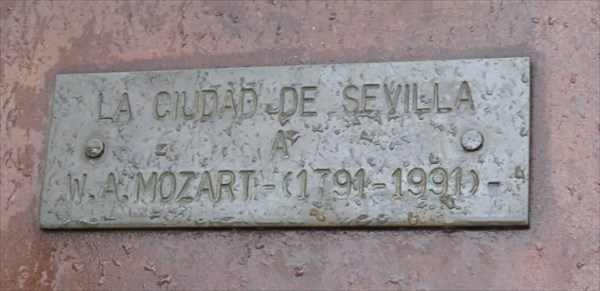 LA CIUDAD DE SEVILLA
A
W. A. MOZART - (1791-1991) -